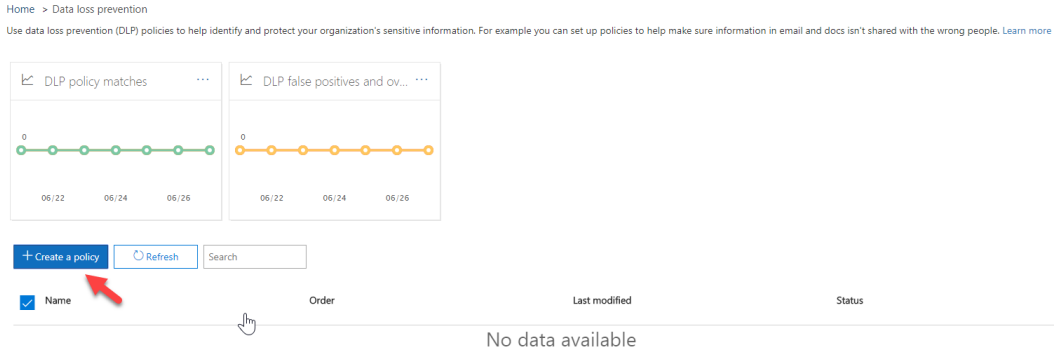 Home > Data loss prevention
Use data loss prevention (DLP) policies to help identify and protect your organization's sensitive information. For example you can set up policies to help make sure information in email and docs isn't shared with the wrong people. Learn more
DLP policy matches ...
DLP false positives and ov... ...
0
0
06/22 06/24 06/26
06/22 06/24 06/26
+ Create a policy
Refresh
Search
Name Order Last modified Status
No data available